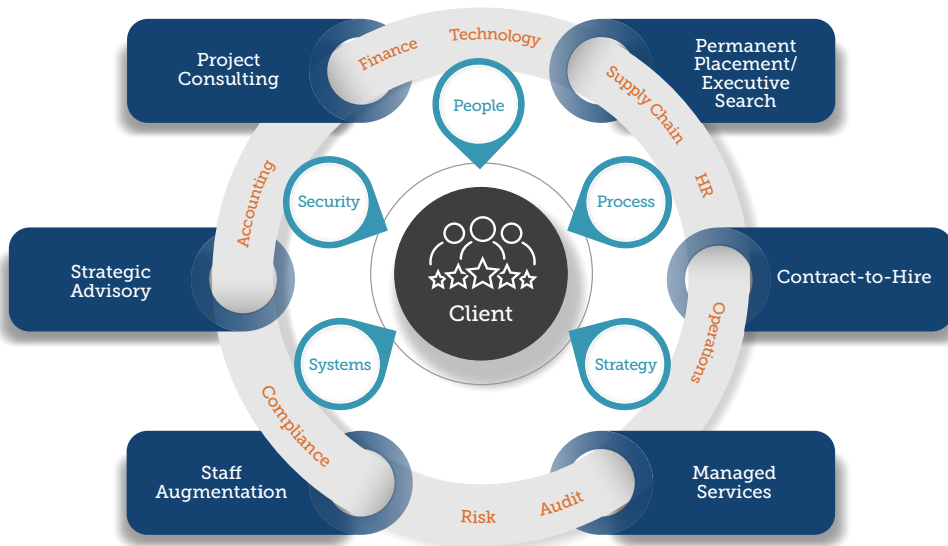 Project
Consulting
Finance
Technology
Permanent
Placement/
Executive
Search
Supply Chain
HR
People
Accounting
Security
Process
Strategic
Advisory
Client
Contract-to-Hire
Operations
Systems
Strategy
Compliance
Staff
Augmentation
Risk
Audit
Managed
Services